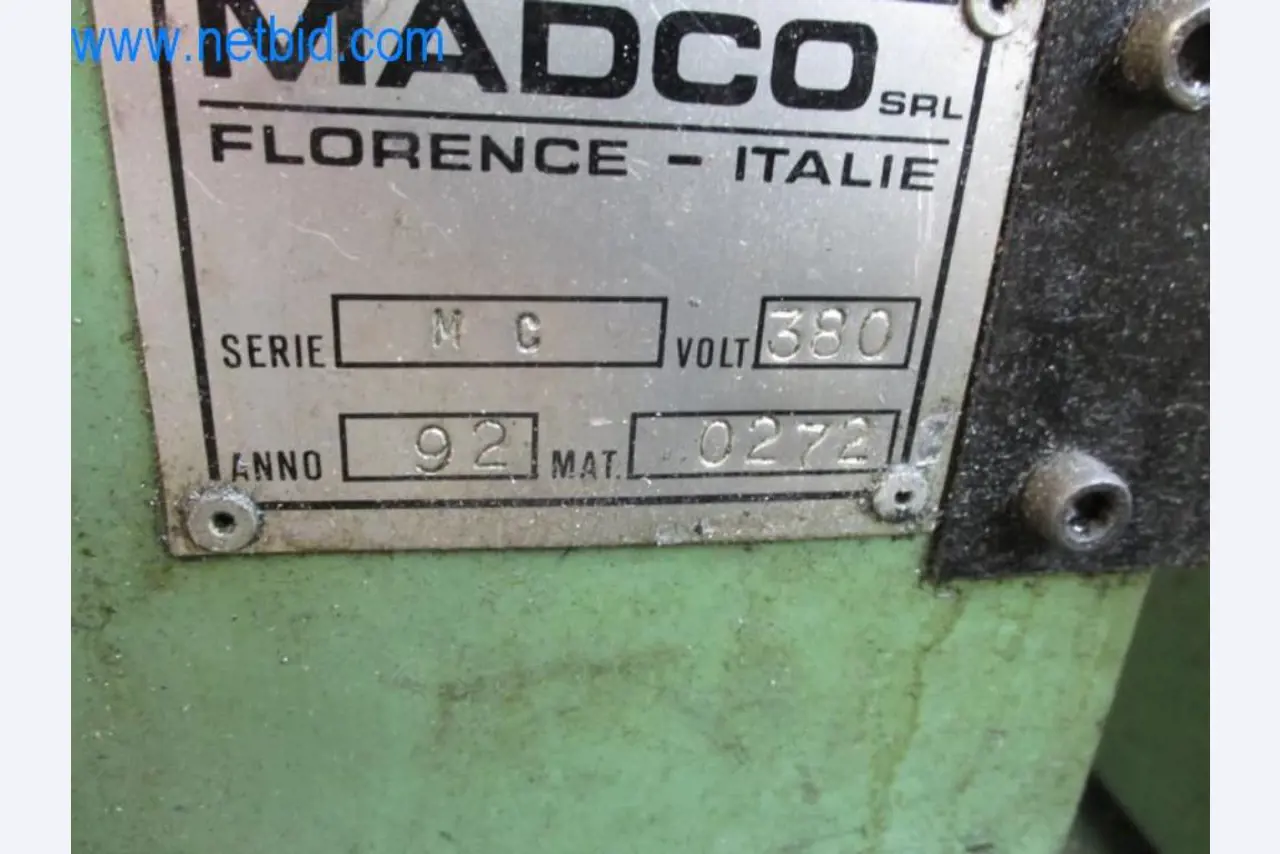 www.netbid.com
MADCO SRL
FLORENCE - ITALIE
SERIE M C VOLT 380
ANNO 92 MAT. 0272